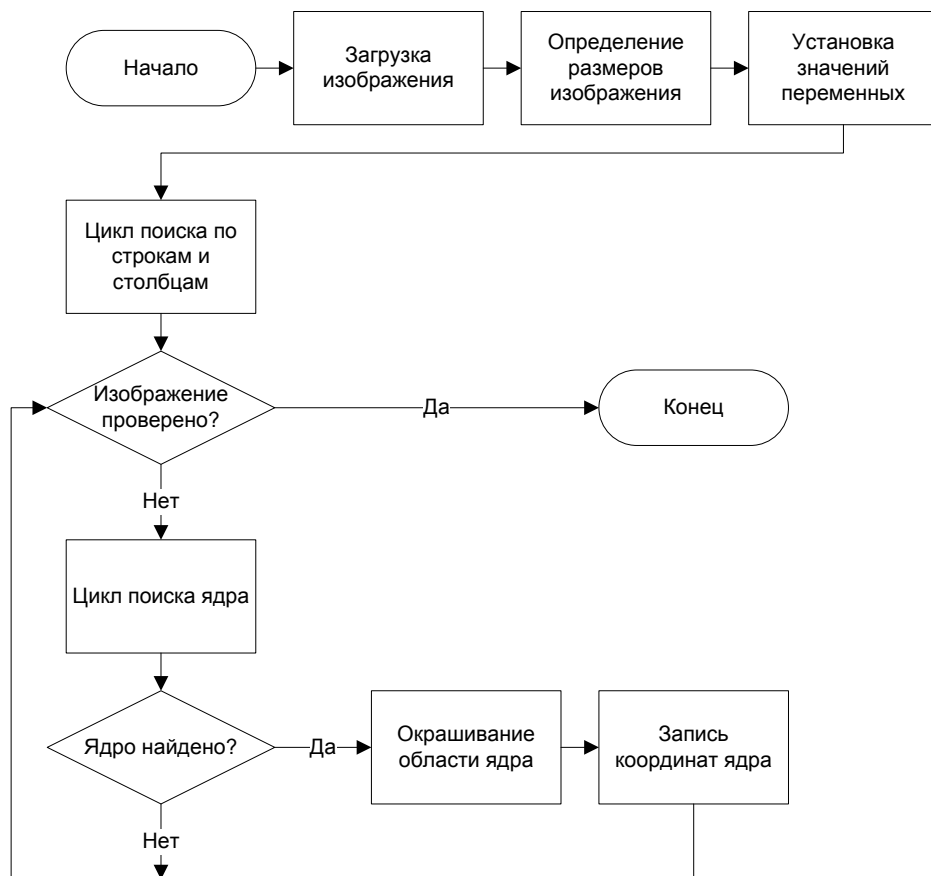 Начало
Загрузка
изображения
Определение
размеров
изображения
Установка
значений
переменных
Цикл поиска по
строкам и
столбцам
Изображение
проверено?
Да
Конец
Нет
Цикл поиска ядра
Ядро найдено?
Да
Окрашивание
области ядра
Запись
координат ядра
Нет